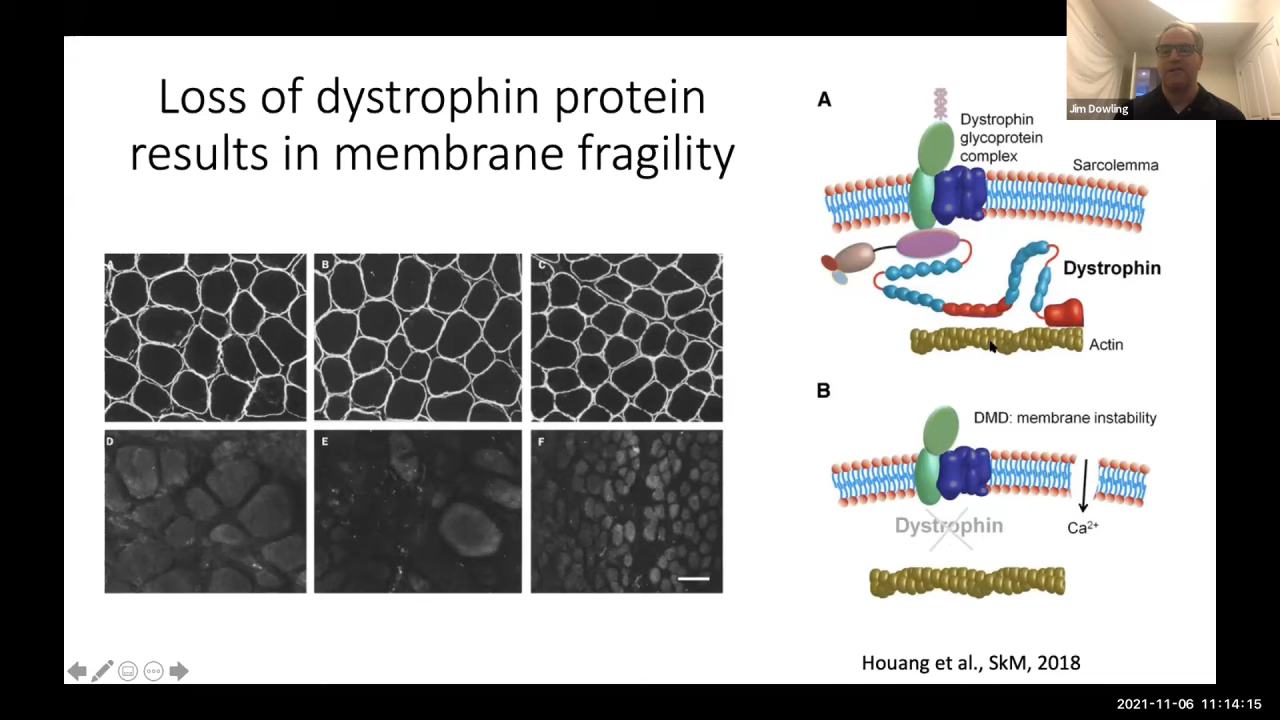 Loss of dystrophin protein
results in membrane fragility
A
B
C
D
E
F
A
Dystrophin
glycoprotein
complex
Sarcolemma
Dystrophin
Actin
B
DMD: membrane instability
Dystrophin
Ca²⁺
Houang et al., SkM, 2018
Jim Dowling
2021-11-06 11:14:15